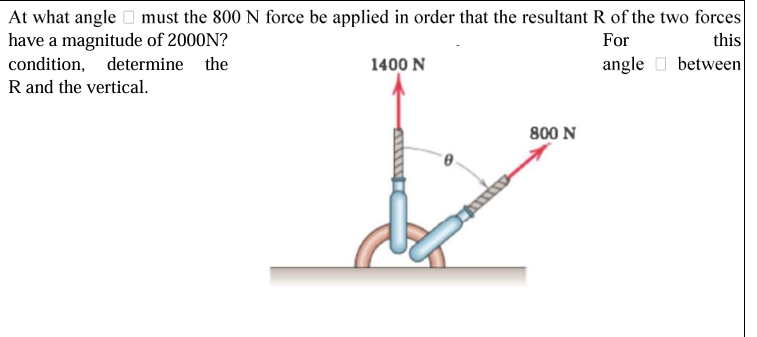 At what angle □ must the 800 N force be applied in order that the resultant R of the two forces
have a magnitude of 2000N? For this
condition, determine the angle □ between
R and the vertical.
1400 N
800 N
θ